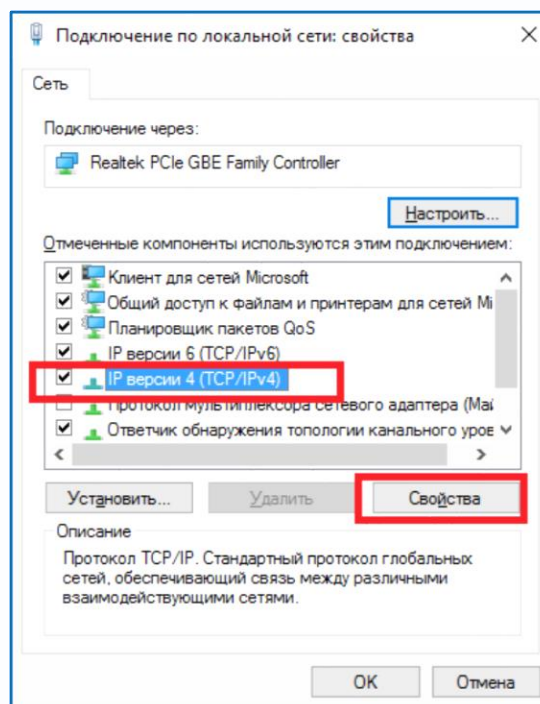 Подключение по локальной сети: свойства
Сеть
Подключение через:
Realtek PCIe GBE Family Controller
Настроить...
Отмеченные компоненты используются этим подключением:
Клиент для сетей Microsoft
Общий доступ к файлам и принтерам для сетей Mi
Планировщик пакетов QoS
IP версии 6 (TCP/IPv6)
IP версии 4 (TCP/IPv4)
Протокол мультиплексора сетевого адаптера (Май
Ответчик обнаружения топологии канального уров
Установить... Удалить Свойства
Описание
Протокол TCP/IP. Стандартный протокол глобальных
сетей, обеспечивающий связь между различными
взаимодействующими сетями.
OK Отмена